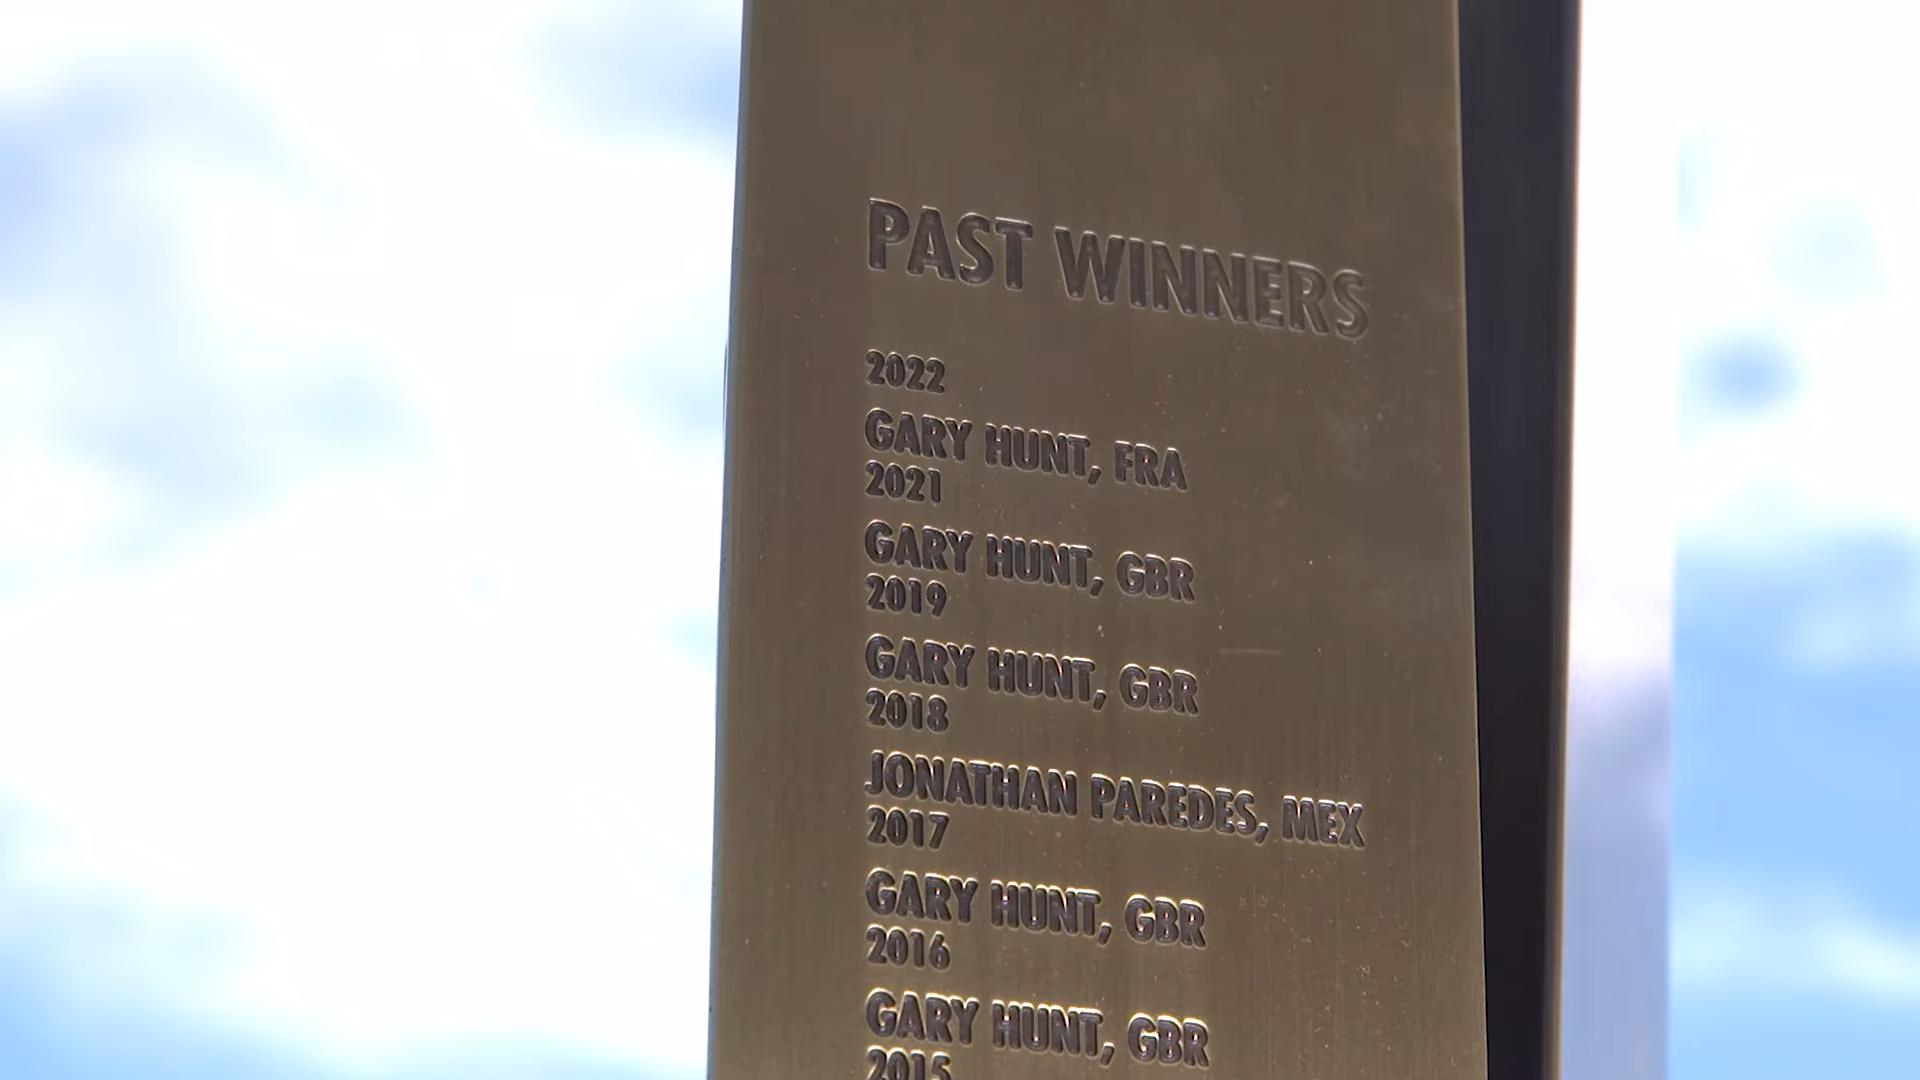 PAST WINNERS
2022
GARY HUNT, FRA
2021
GARY HUNT, GBR
2019
GARY HUNT, GBR
2018
JONATHAN PAREDES, MEX
2017
GARY HUNT, GBR
2016
GARY HUNT, GBR
2015